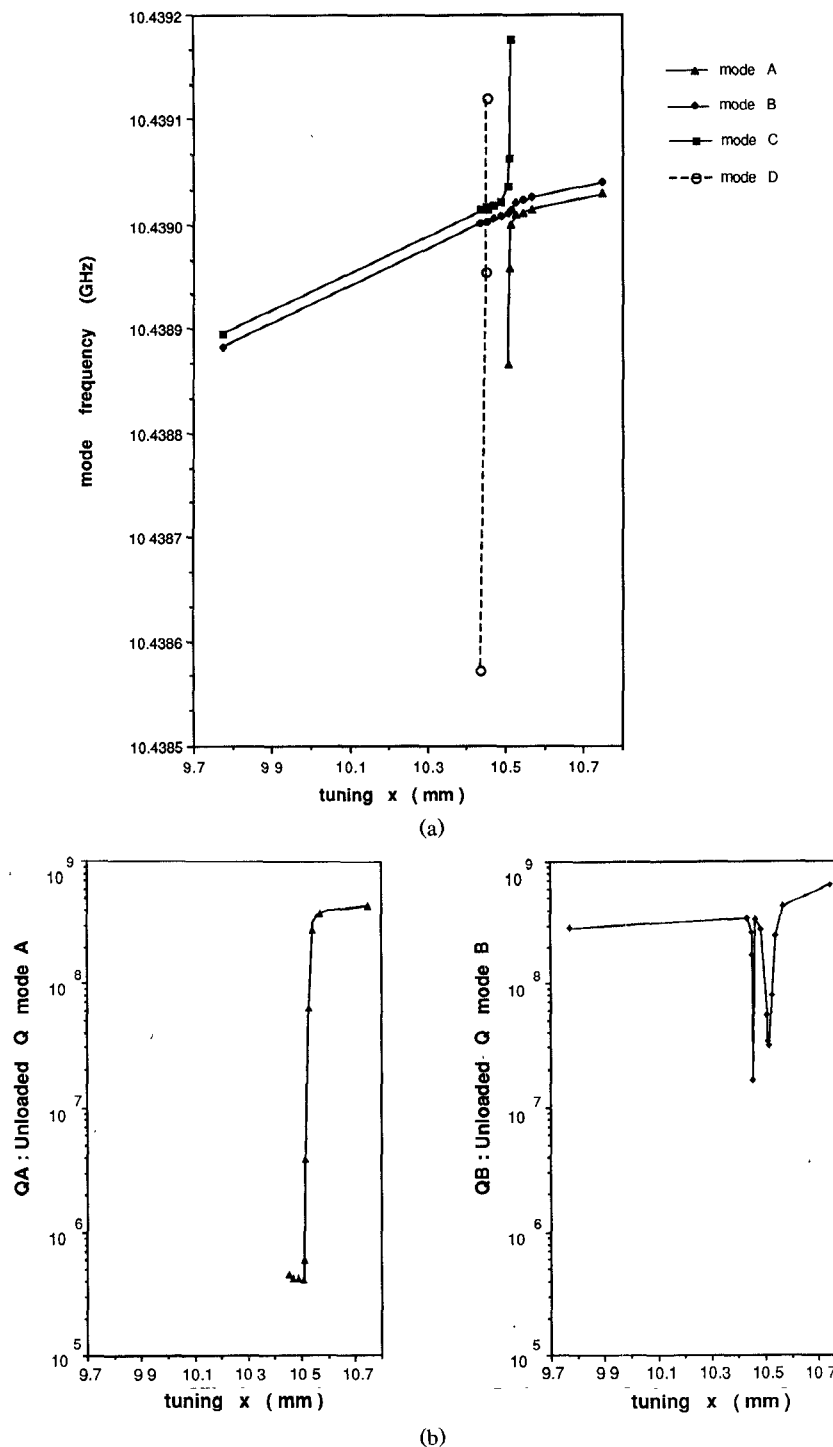 10.4392
10.4391
10.4390
10.4389
10.4388
10.4387
10.4386
10.4385
mode frequency (GHz)
9.7 9 9 10.1 10.3 10.5 10.7
tuning x ( mm )
mode A
mode B
mode C
mode D
(a)
10 9
10 8
10 7
10 6
10 5
QA : Unloaded Q mode A
9.7 9 9 10.1 10.3 10.5 10.7
tuning x ( mm )
10 9
10 8
10 7
10 6
10 5
QB : Unloaded Q mode B
9.7 9 9 10.1 10.3 10.5 10.7
tuning x ( mm )
(b)